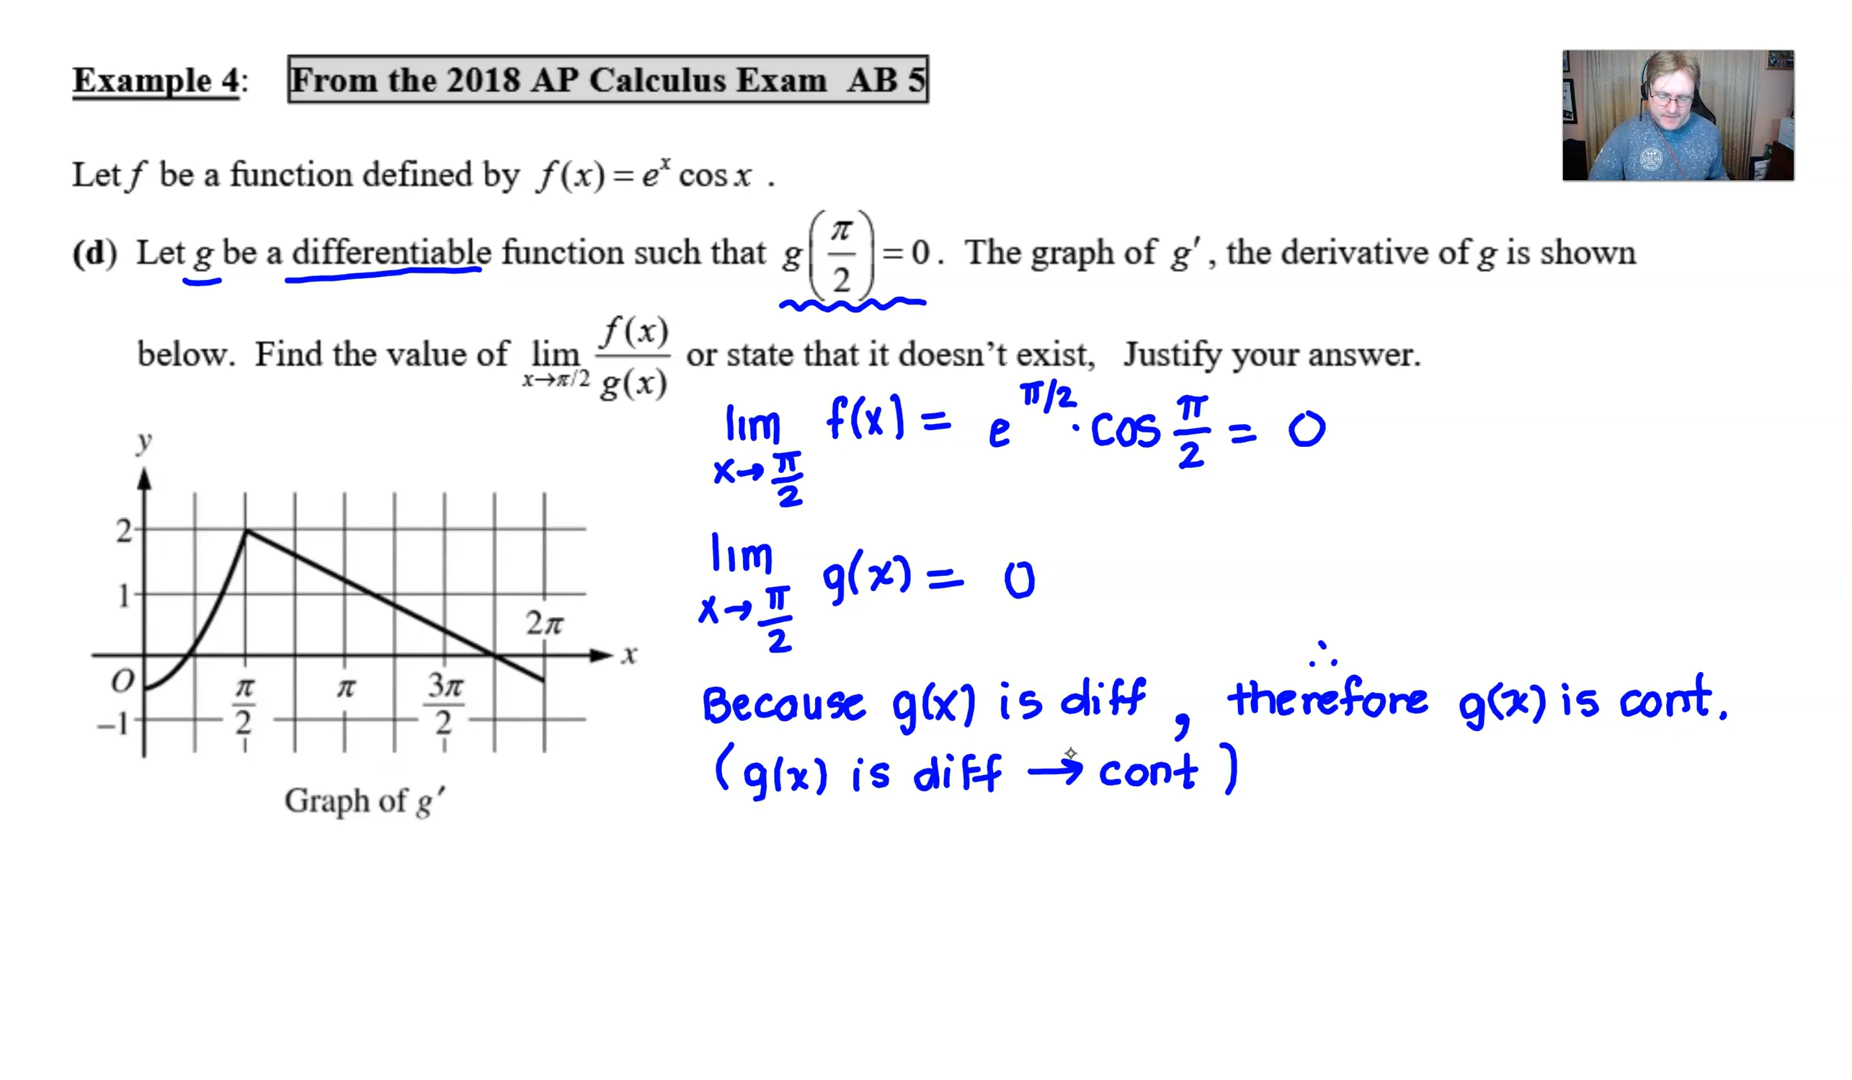 Example 4: From the 2018 AP Calculus Exam AB 5
Let f be a function defined by f(x) = e^x cos x .
(d) Let g be a differentiable function such that g(π/2) = 0. The graph of g′, the derivative of g is shown
below. Find the value of lim x→π/2 f(x)/g(x) or state that it doesn't exist, Justify your answer.
lim x→π/2 f(x) = e^π/2 · cos π/2 = 0
lim x→π/2 g(x) = 0
∴
Because g(x) is diff, therefore g(x) is cont.
(g(x) is diff → cont)
y
2
1
2π
x
O
π/2 π 3π/2
−1
Graph of g′